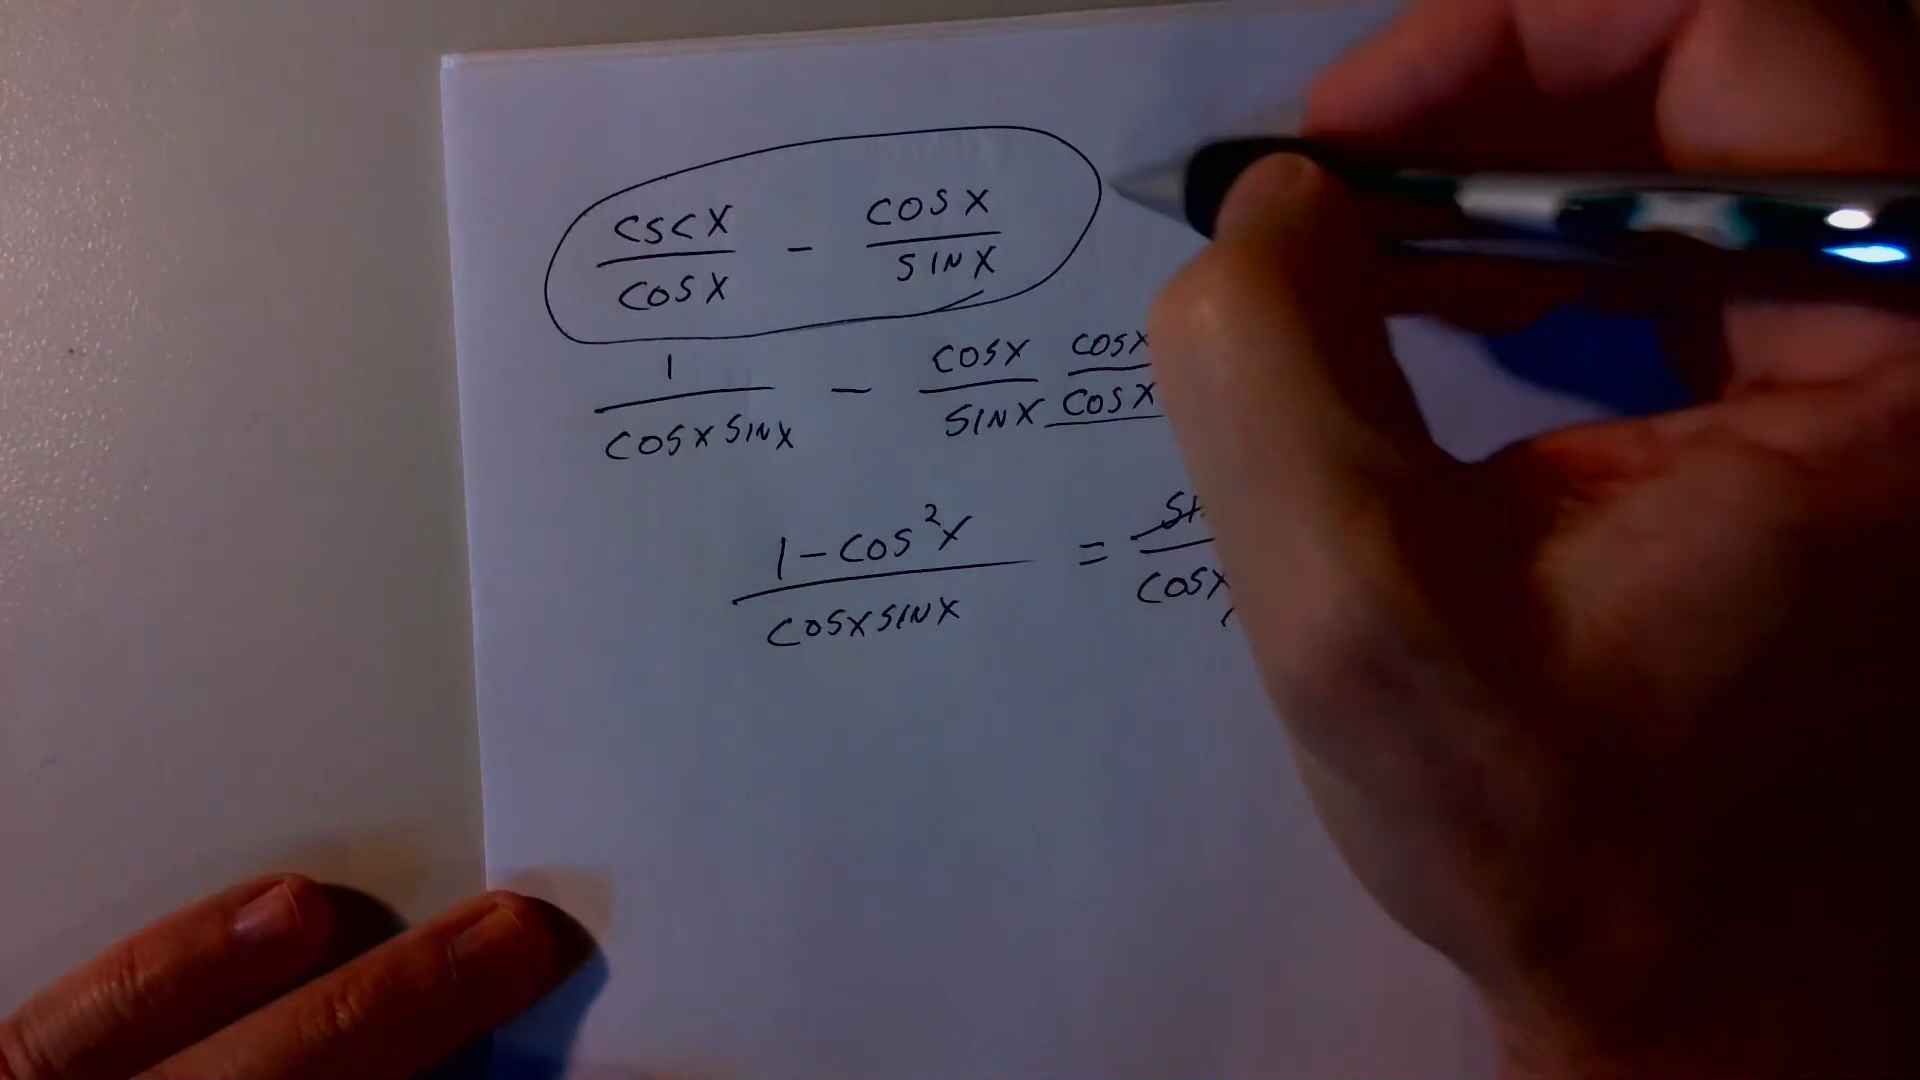 CSCX/COSX - COSX/SINX
1/COSX SINX - COSX/SINX COSX/COSX
1-COS²X/COSXSINX = /COSX